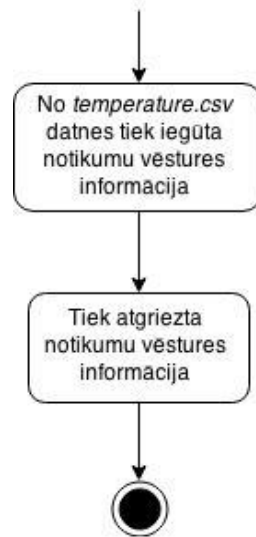 No temperature.csv
datnes tiek iegūta
notikumu vēstures
informācija
Tiek atgriezta
notikumu vēstures
informācija